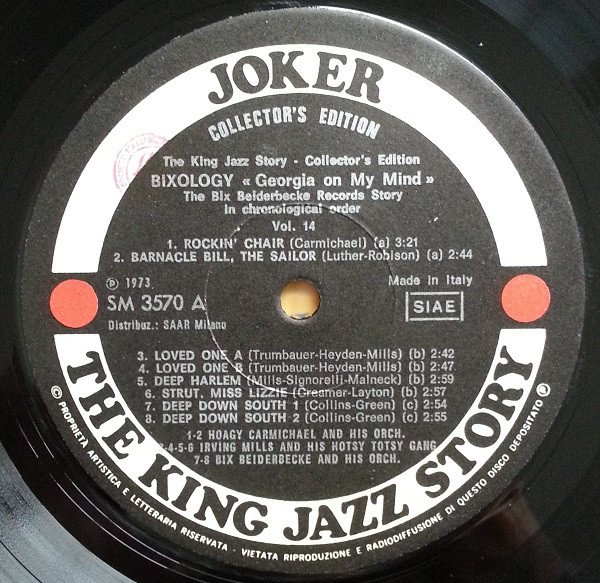 JOKER
COLLECTOR'S EDITION
The King Jazz Story - Collector's Edition
BIXOLOGY « Georgia on My Mind »
The Bix Beiderbecke Records Story
In chronological order
Vol. 14
1. ROCKIN' CHAIR (Carmichael) (a) 3:21
2. BARNACLE BILL, THE SAILOR (Luther-Robison) (a) 2:44
℗ 1973
SM 3570 A
Distribuz.: SAAR Milano
Made in Italy
SIAE
3. LOVED ONE A (Trumbauer-Heyden-Mills) (b) 2:42
4. LOVED ONE B (Trumbauer-Heyden-Mills) (b) 2:47
5. DEEP HARLEM (Mills-Signorelli-Malneck) (b) 2:59
6. STRUT, MISS LIZZIE (Creamer-Layton) (b) 2:57
7. DEEP DOWN SOUTH 1 (Collins-Green) (c) 2:54
8. DEEP DOWN SOUTH 2 (Collins-Green) (c) 2:55
1-2 HOAGY CARMICHAEL AND HIS ORCH.
3-4-5-6 IRVING MILLS AND HIS HOTSY TOTSY GANG
7-8 BIX BEIDERBECKE AND HIS ORCH.
THE KING JAZZ STORY
© PROPRIETA ARTISTICA E LETTERARIA RISERVATA - VIETATA RIPRODUZIONE E RADIODIFFUSIONE DI QUESTO DISCO DEPOSITATO ℗